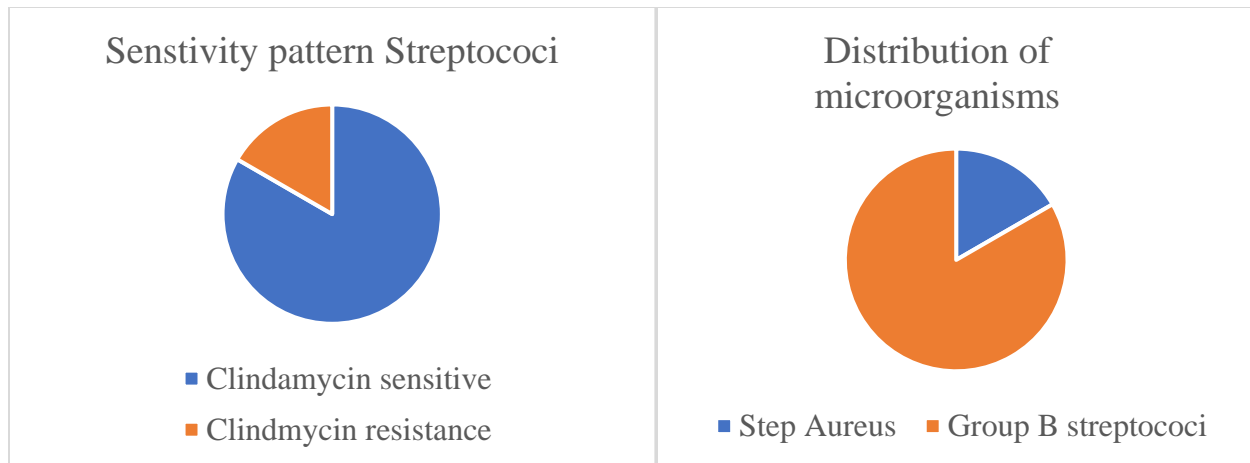 Senstivity pattern Streptococi
Clindamycin sensitive
Clindmycin resistance
Distribution of
microorganisms
Step Aureus
Group B streptococi